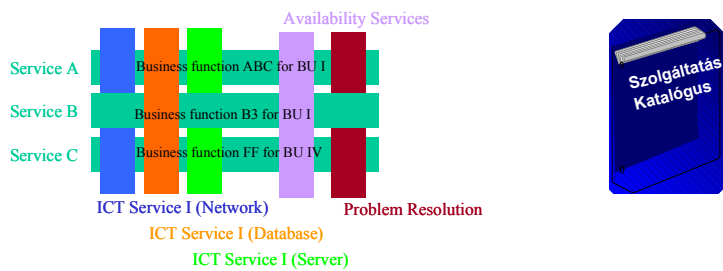 Availability Services
Service A
Business function ABC for BU I
Service B
Business function B3 for BU I
Service C
Business function FF for BU IV
ICT Service I (Network)
Problem Resolution
ICT Service I (Database)
ICT Service I (Server)
Szolgáltatás
Katalógus